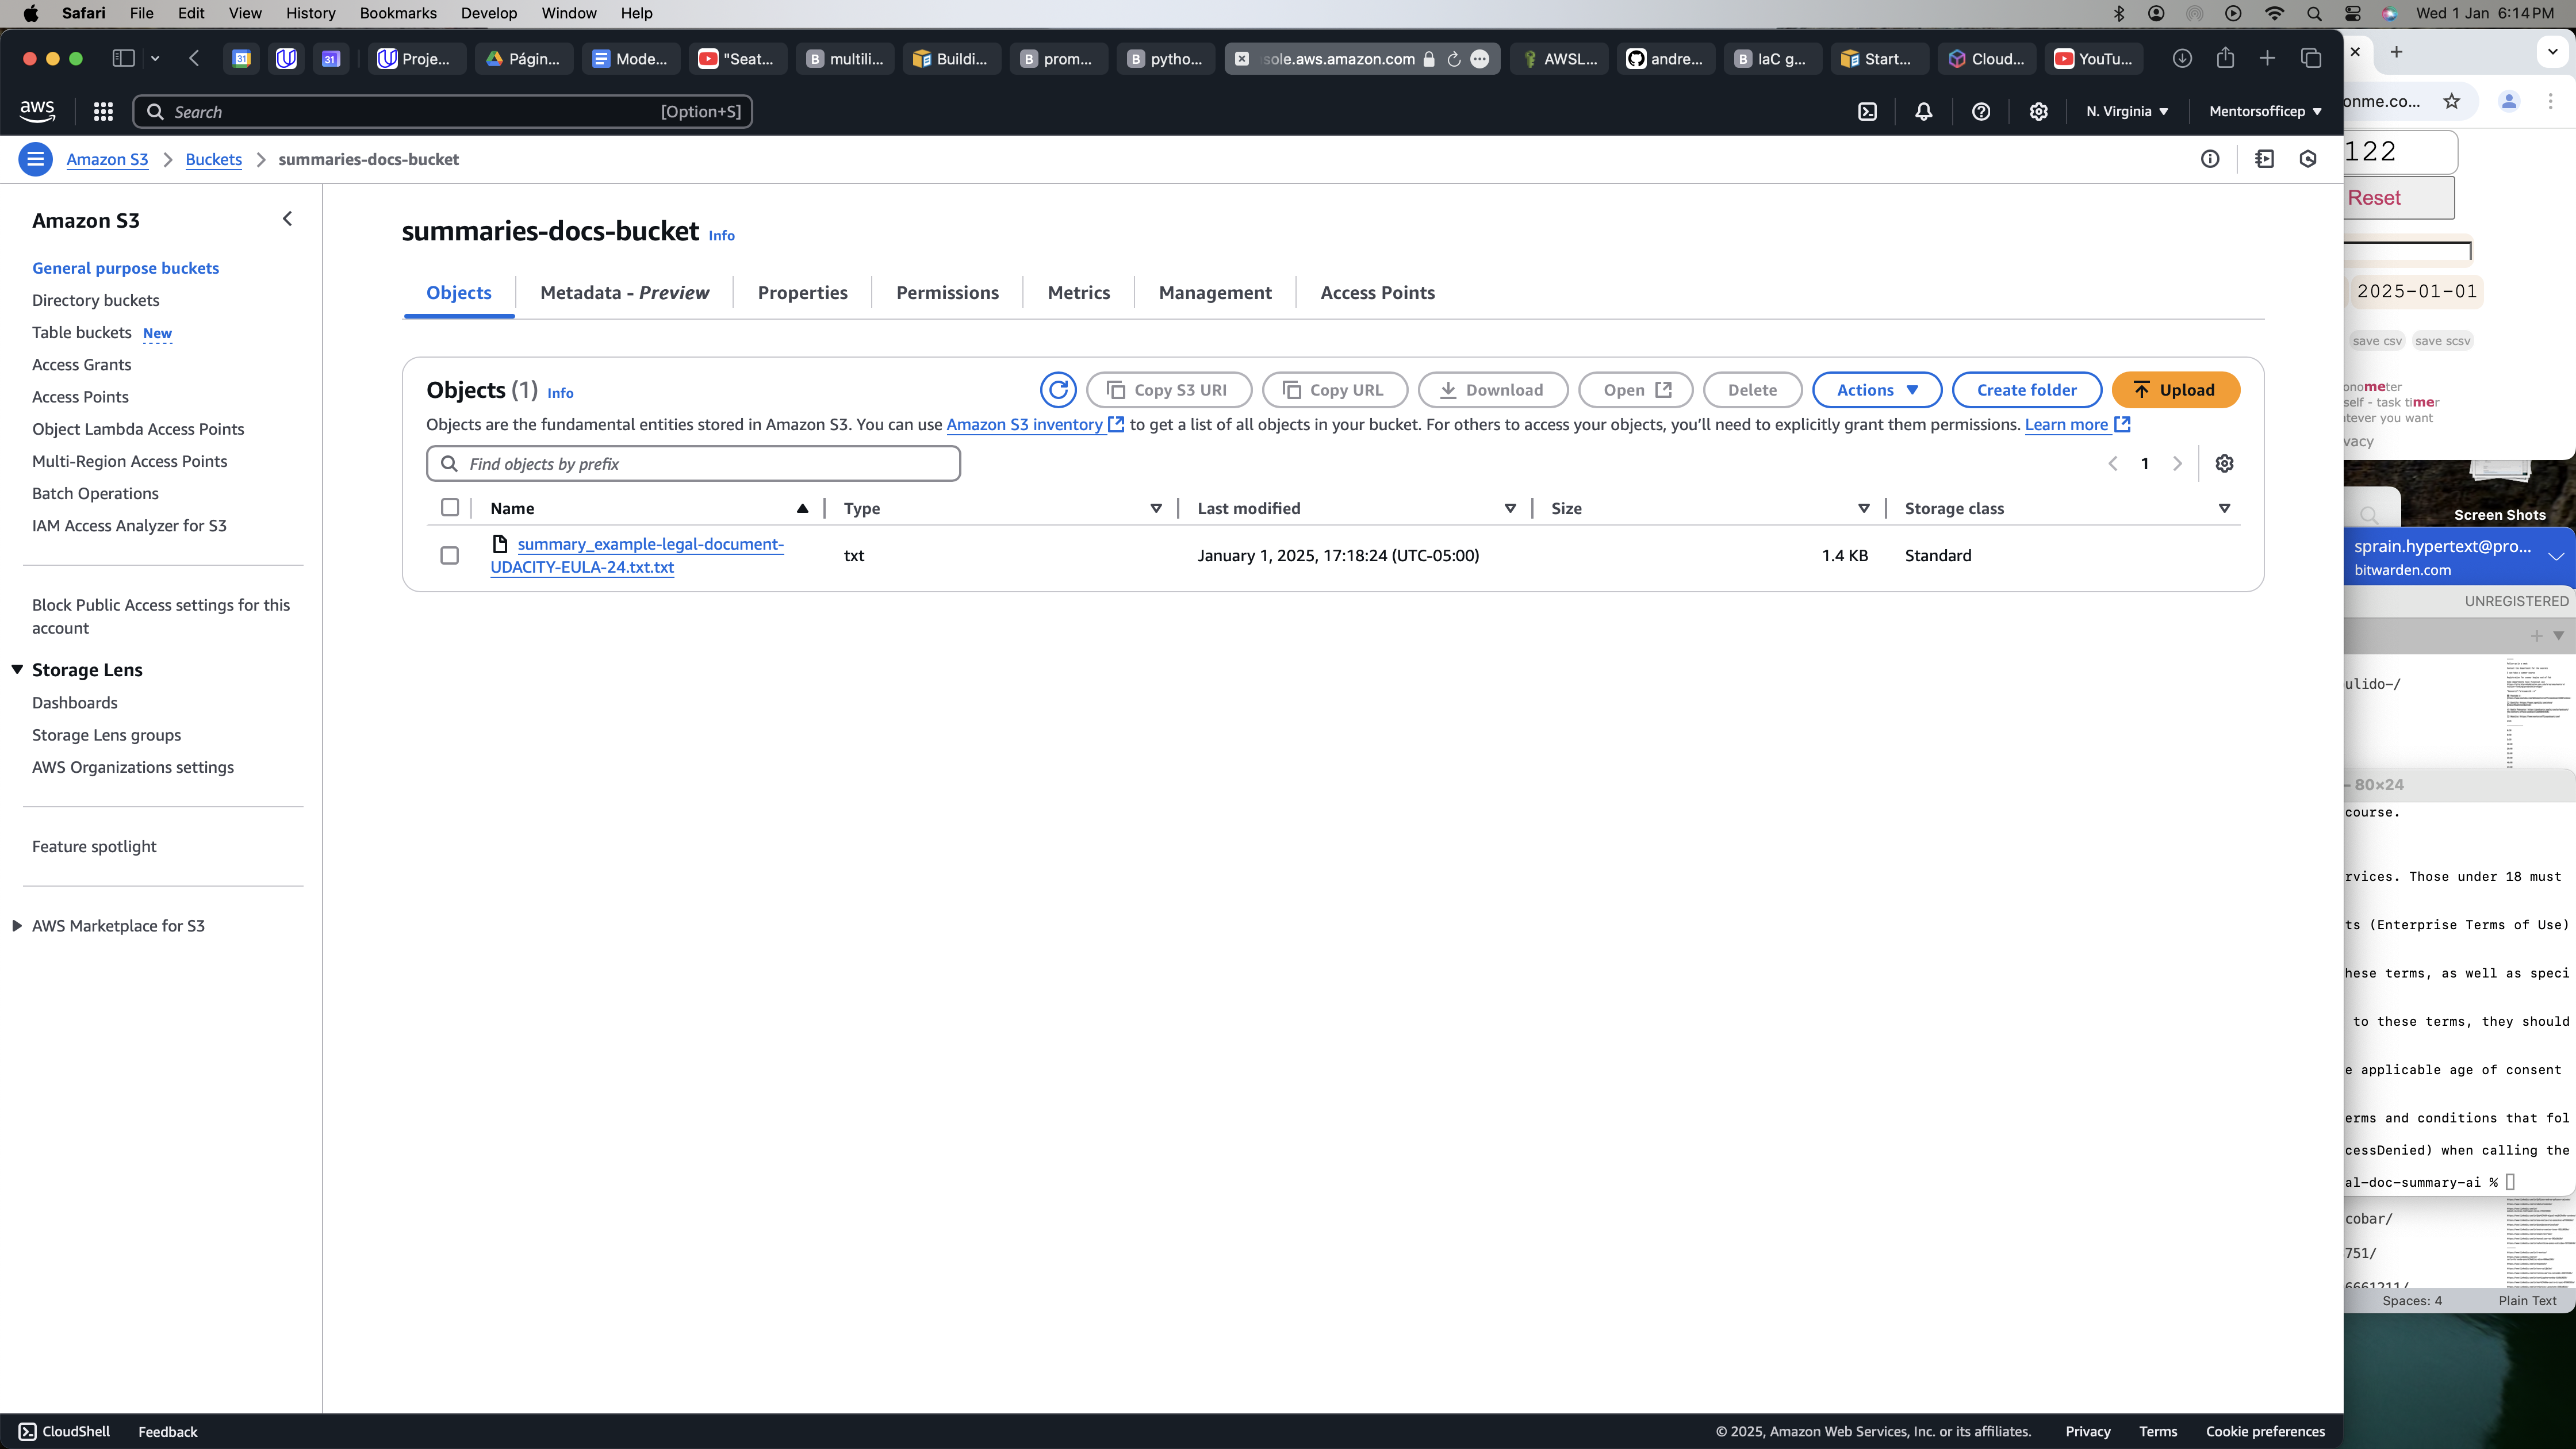 Safari File Edit View History Bookmarks Develop Window Help
Wed 1 Jan 6:14 PM
Proje... Págin... Mode... "Seat... multili... Buildi... prom... pytho... sole.aws.amazon.com AWSL... andre... IaC g... Start... Cloud... YouTu...
aws Search [Option+S] N. Virginia Mentorsofficep
Amazon S3 Buckets summaries-docs-bucket
Amazon S3
General purpose buckets
Directory buckets
Table buckets New
Access Grants
Access Points
Object Lambda Access Points
Multi-Region Access Points
Batch Operations
IAM Access Analyzer for S3
Block Public Access settings for this
account
Storage Lens
Dashboards
Storage Lens groups
AWS Organizations settings
Feature spotlight
AWS Marketplace for S3
summaries-docs-bucket Info
Objects Metadata - Preview Properties Permissions Metrics Management Access Points
Objects (1) Info
Copy S3 URI Copy URL Download Open Delete Actions Create folder Upload
Objects are the fundamental entities stored in Amazon S3. You can use Amazon S3 inventory to get a list of all objects in your bucket. For others to access your objects, you'll need to explicitly grant them permissions. Learn more
Find objects by prefix
1
Name Type Last modified Size Storage class
summary_example-legal-document-
UDACITY-EULA-24.txt.txt
txt January 1, 2025, 17:18:24 (UTC-05:00) 1.4 KB Standard
CloudShell Feedback
© 2025, Amazon Web Services, Inc. or its affiliates. Privacy Terms Cookie preferences
onme.co...
122
Reset
2025-01-01
save csv save scsv
onometer
self - task timer
atever you want
vacy
Screen Shots
sprain.hypertext@pro...
bitwarden.com
UNREGISTERED
ulido-/
80×24
course.
rvices. Those under 18 must
ts (Enterprise Terms of Use)
hese terms, as well as speci
to these terms, they should
e applicable age of consent
erms and conditions that fol
cessDenied) when calling the
al-doc-summary-ai %
cobar/
751/
6661211/
Spaces: 4 Plain Text